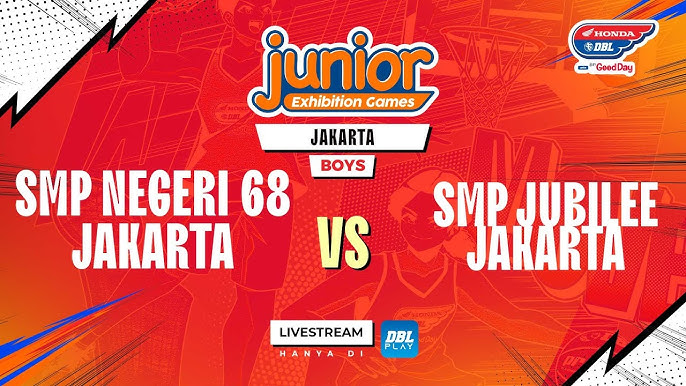 junior
Exhibition Games
HONDA
DBL
GoodDay
JAKARTA
BOYS
SMP NEGERI 68
JAKARTA
VS
SMP JUBILEE
JAKARTA
LIVESTREAM
HANYA DI
DBL
PLAY